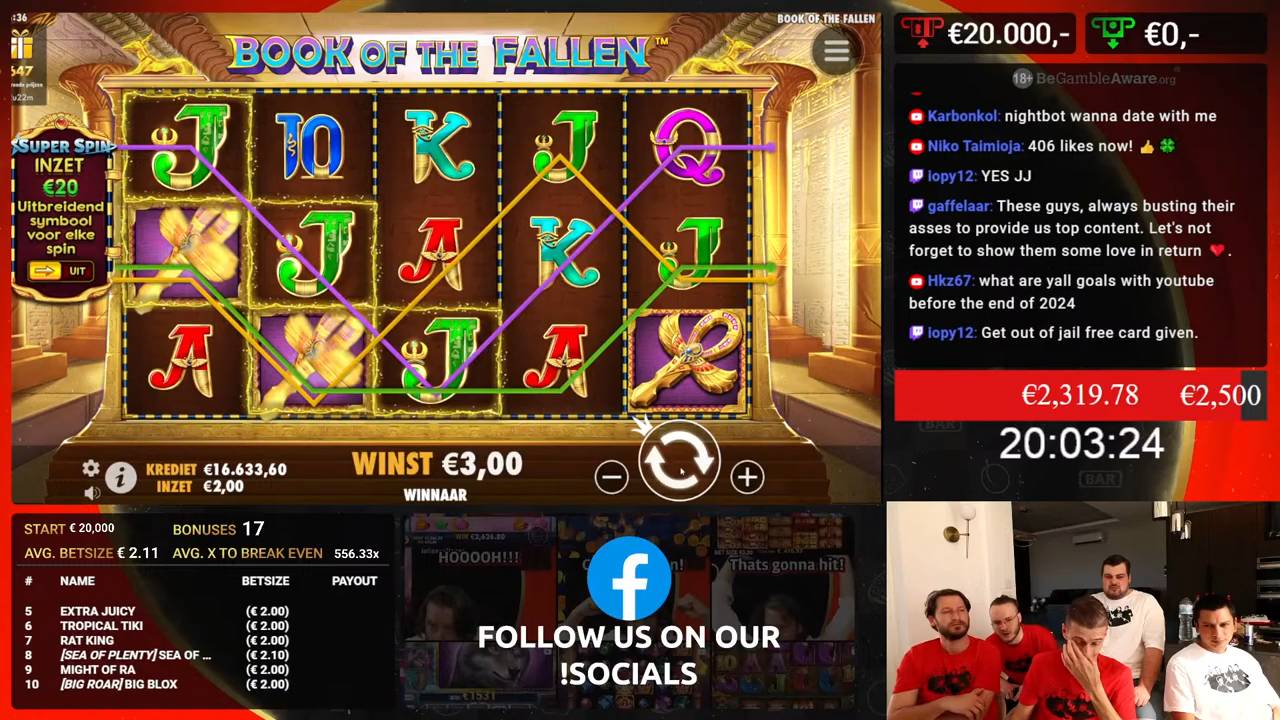 :36
BOOK OF THE FALLEN
BOOK OF THE FALLEN™
647
u22m
SUPER SPIN
INZET
€20
Uitbreidend
symbool
voor elke
spin
UIT
J 10 K J Q
J A K J
A J A
KREDIET €16.633,60
INZET €2,00
WINST €3,00
WINNAAR
€20.000,-
€0,-
18+ BeGambleAware.org
Karbonkol: nightbot wanna date with me
Niko Taimioja: 406 likes now! 👍 🍀
iopy12: YES JJ
gaffelaar: These guys, always busting their
asses to provide us top content. Let's not
forget to show them some love in return ❤.
Hkz67: what are yall goals with youtube
before the end of 2024
iopy12: Get out of jail free card given.
€2,319.78 €2,500
20:03:24
BAR
BAR
START € 20,000 BONUSES 17
AVG. BETSIZE € 2.11 AVG. X TO BREAK EVEN 556.33x
# NAME BETSIZE PAYOUT
5 EXTRA JUICY (€ 2.00)
6 TROPICAL TIKI (€ 2.00)
7 RAT KING (€ 2.00)
8 [SEA OF PLENTY] SEA OF ... (€ 2.10)
9 MIGHT OF RA (€ 2.00)
10 [BIG ROAR] BIG BLOX (€ 2.00)
HOOOOH!!!
Thats gonna hit!
f
FOLLOW US ON OUR
!SOCIALS
€1531